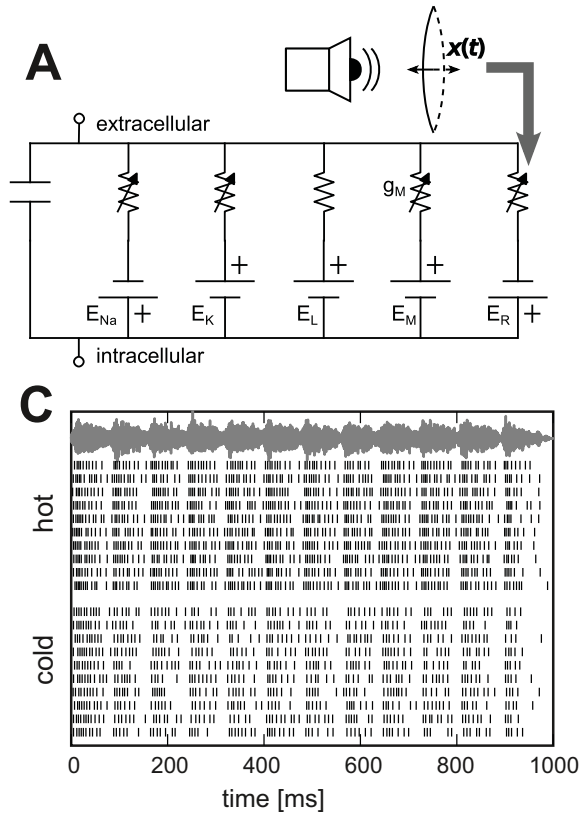 A
x(t)
extracellular
g_M
+ + +
E_Na + E_K E_L E_M E_R +
intracellular
C
hot
cold
0 200 400 600 800 1000
time [ms]